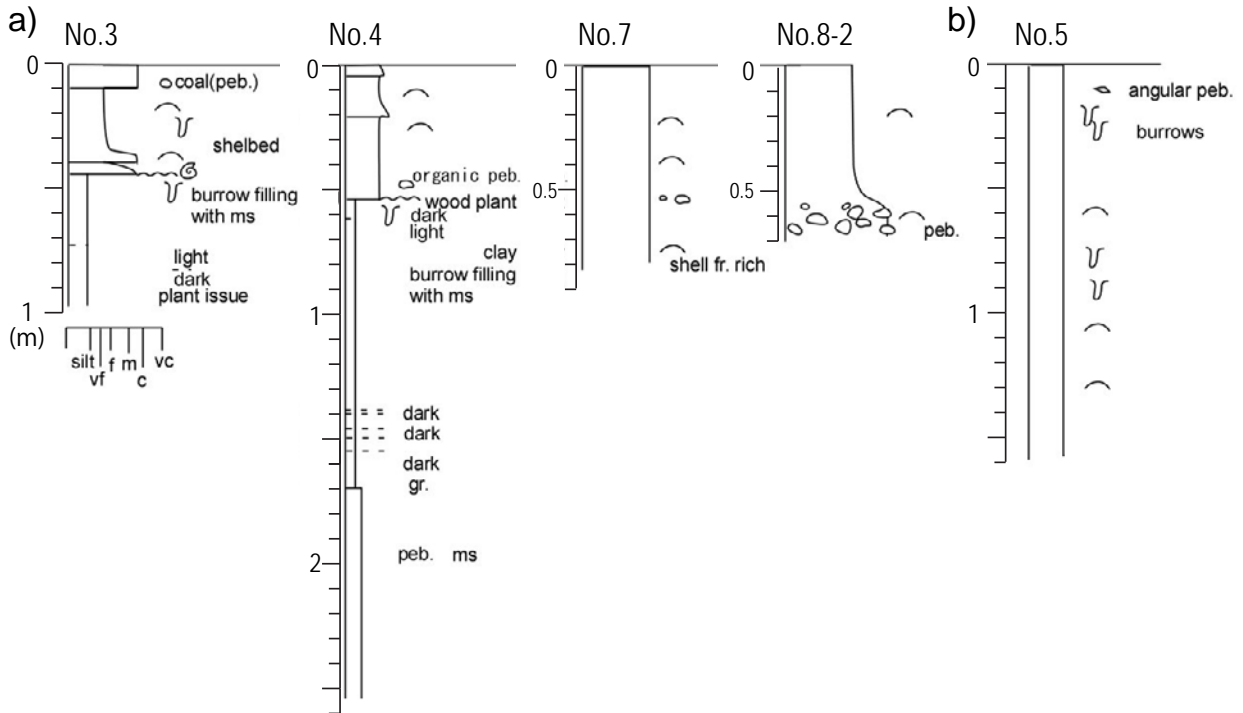 a)
No.3
0
coal(peb.)
shelbed
burrow filling
with ms
light
dark
plant issue
1
(m)
silt
vf
f
m
c
vc
No.4
0
organic peb.
wood plant
dark
light
clay
burrow filling
with ms
1
dark
dark
dark
gr.
2
peb. ms
No.7
0
0.5
shell fr. rich
No.8-2
0
0.5
peb.
b)
No.5
0
angular peb.
burrows
1